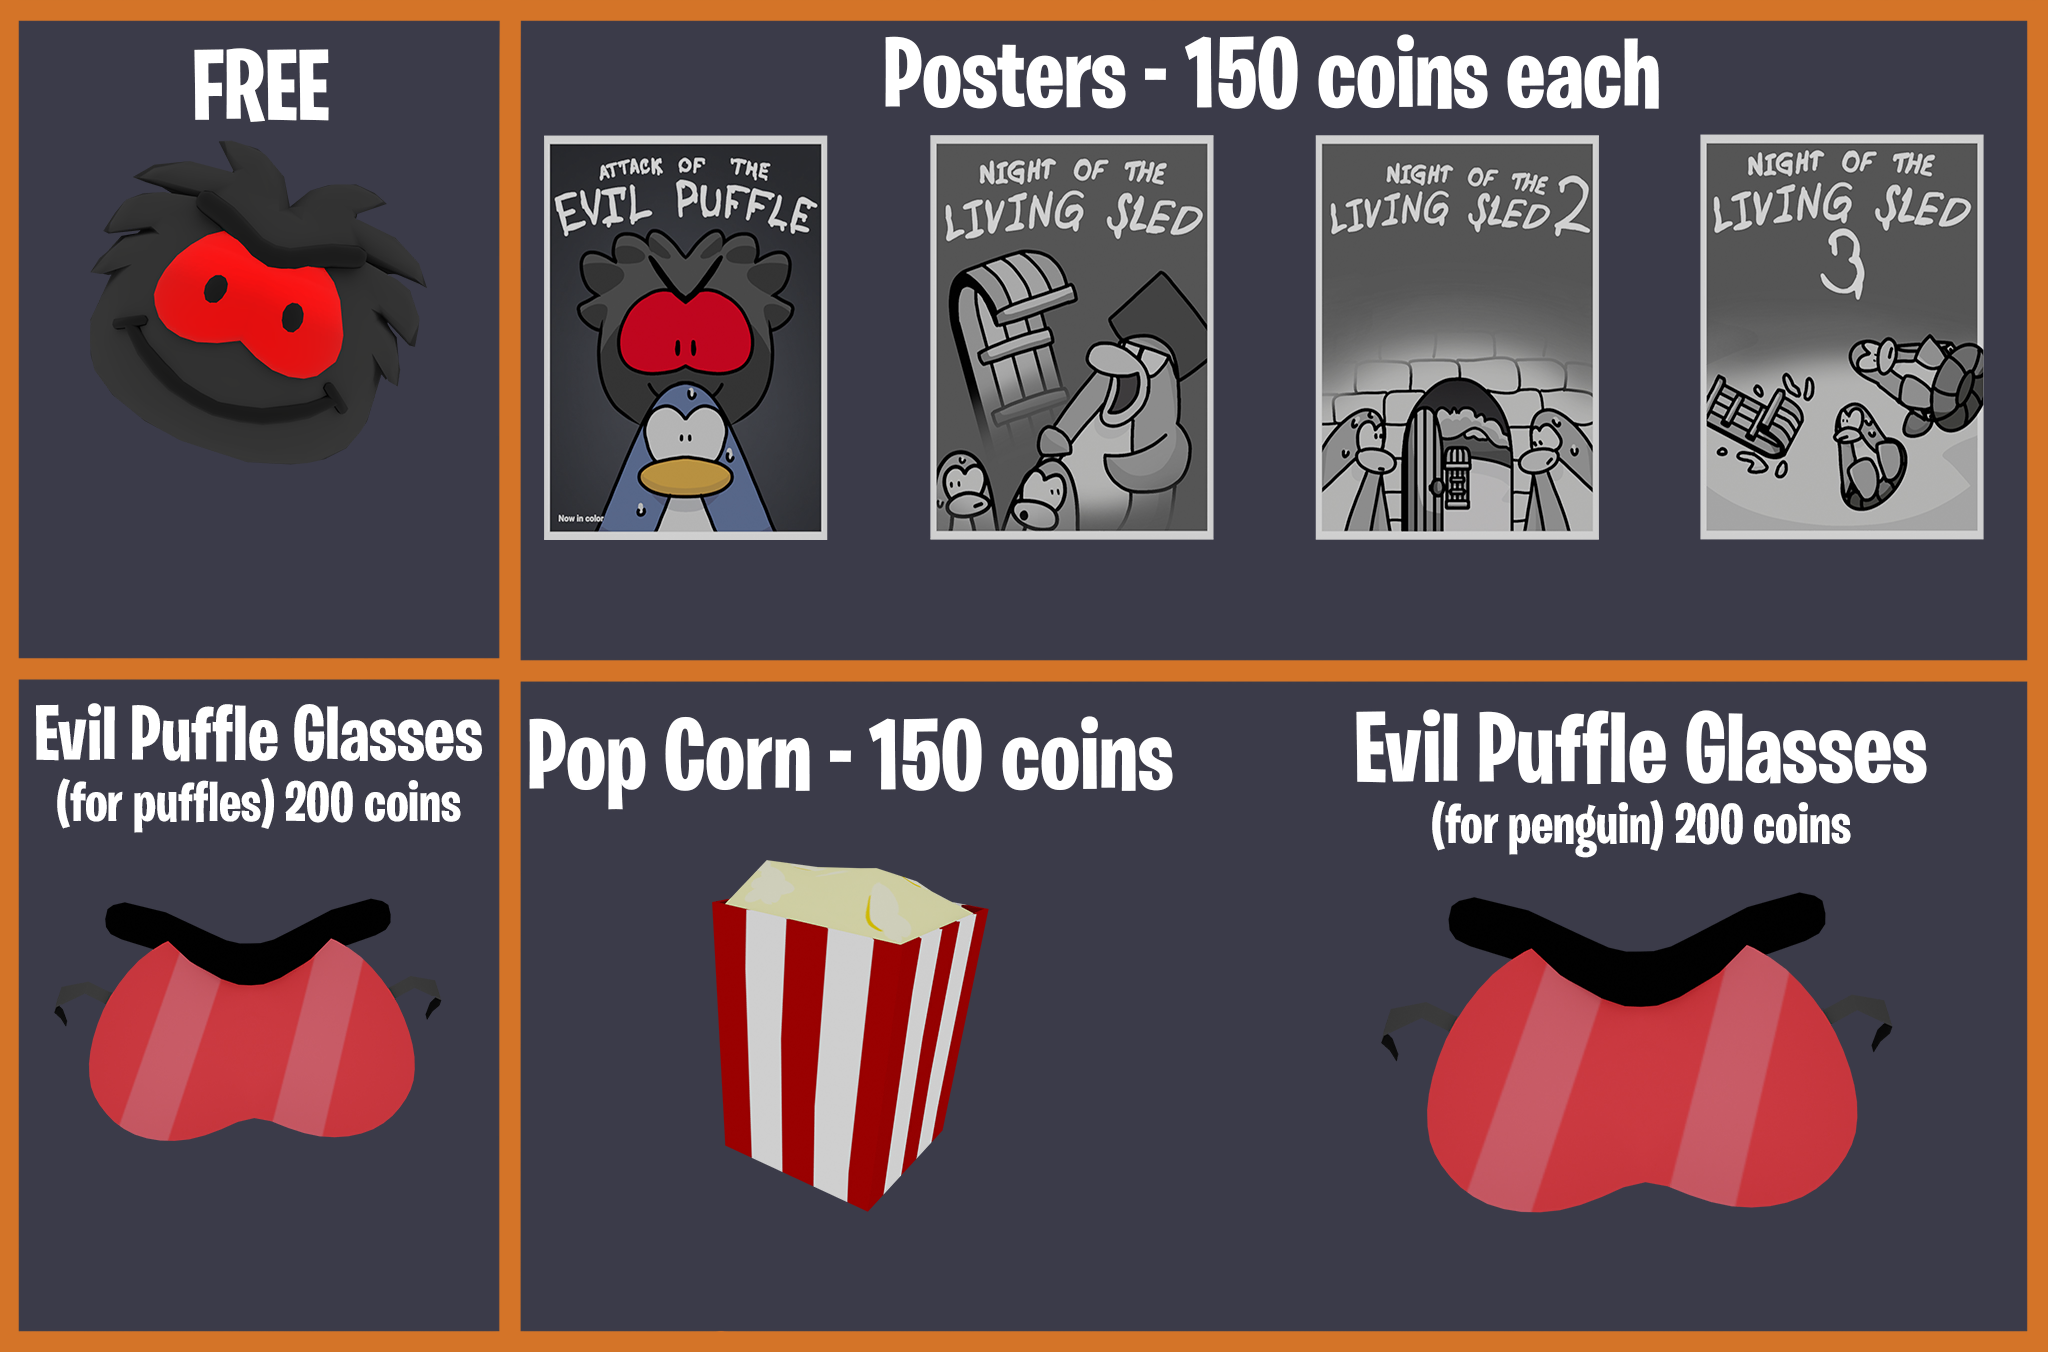 FREE
Posters - 150 coins each
ATTACK OF THE
EVIL PUFFLE
Now in color
NIGHT OF THE
LIVING SLED
NIGHT OF THE
LIVING SLED 2
NIGHT OF THE
LIVING SLED
3
Evil Puffle Glasses
(for puffles) 200 coins
Pop Corn - 150 coins
Evil Puffle Glasses
(for penguin) 200 coins